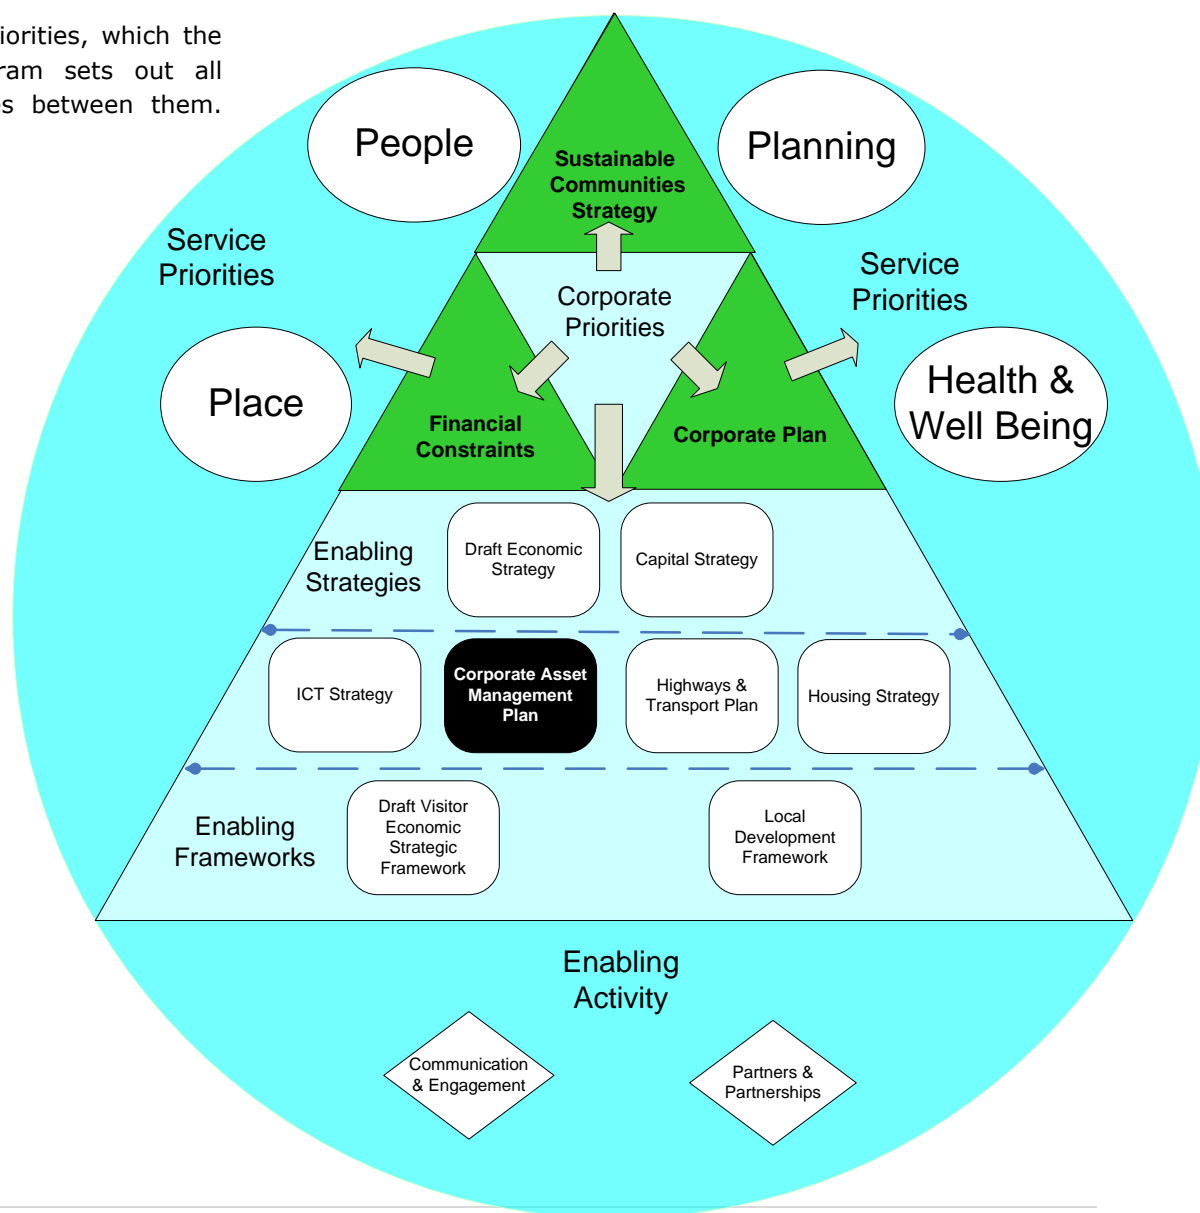 iorities, which the
ram sets out all
es between them.
People
Planning
Sustainable
Communities
Strategy
Service
Priorities
Service
Priorities
Corporate
Priorities
Place
Health &
Well Being
Financial
Constraints
Corporate Plan
Enabling
Strategies
Draft Economic
Strategy
Capital Strategy
ICT Strategy
Corporate Asset
Management
Plan
Highways &
Transport Plan
Housing Strategy
Enabling
Frameworks
Draft Visitor
Economic
Strategic
Framework
Local
Development
Framework
Enabling
Activity
Communication
& Engagement
Partners &
Partnerships